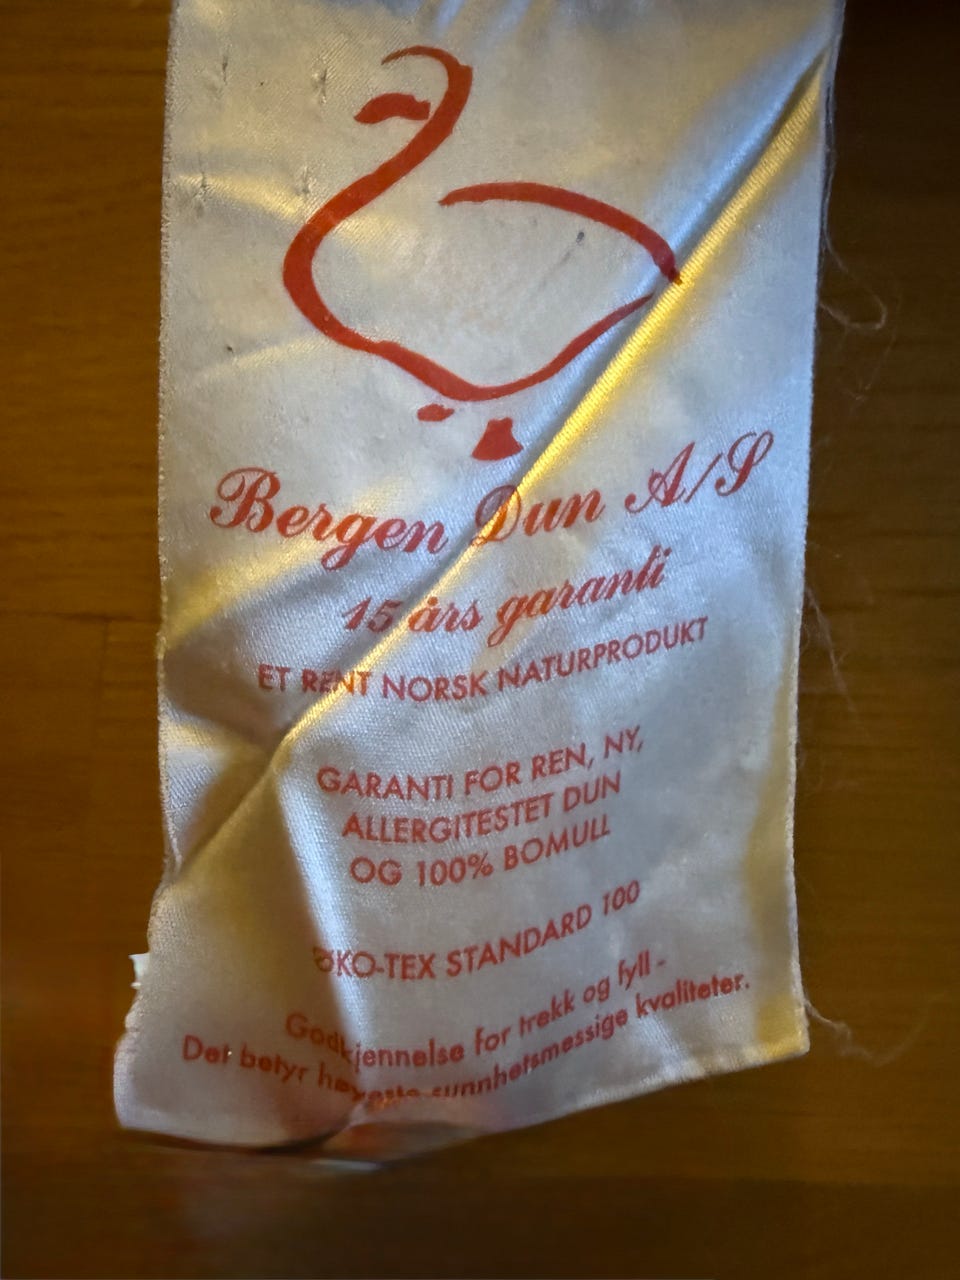 Bergen Dun A/S
15 års garanti
ET RENT NORSK NATURPRODUKT
GARANTI FOR REN, NY,
ALLERGITESTET DUN
OG 100% BOMULL
ØKO-TEX STANDARD 100
Godkjennelse for trekk og fyll -
Det betyr sunnhetsmessige kvaliteter.